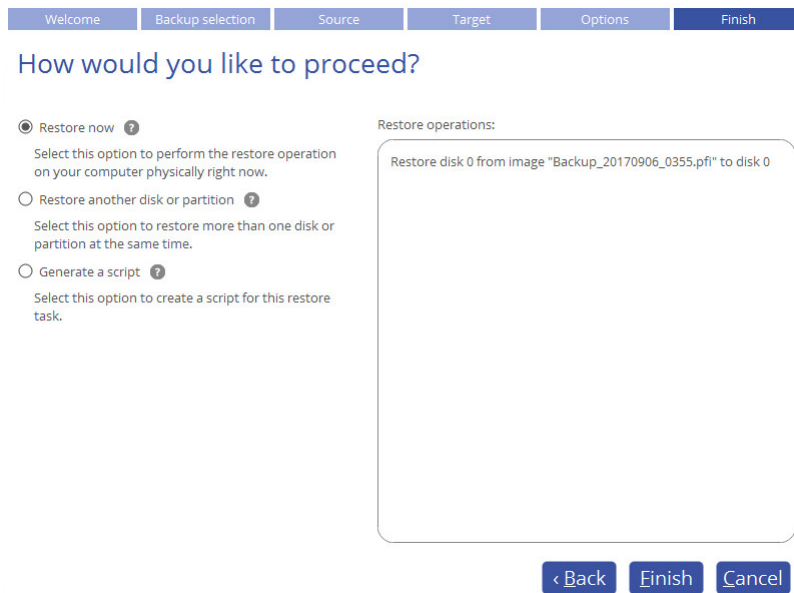 Welcome
Backup selection
Source
Target
Options
Finish
How would you like to proceed?
Restore now ?
Select this option to perform the restore operation
on your computer physically right now.
Restore another disk or partition ?
Select this option to restore more than one disk or
partition at the same time.
Generate a script ?
Select this option to create a script for this restore
task.
Restore operations:
Restore disk 0 from image "Backup_20170906_0355.pfi" to disk 0
‹ Back
Finish
Cancel